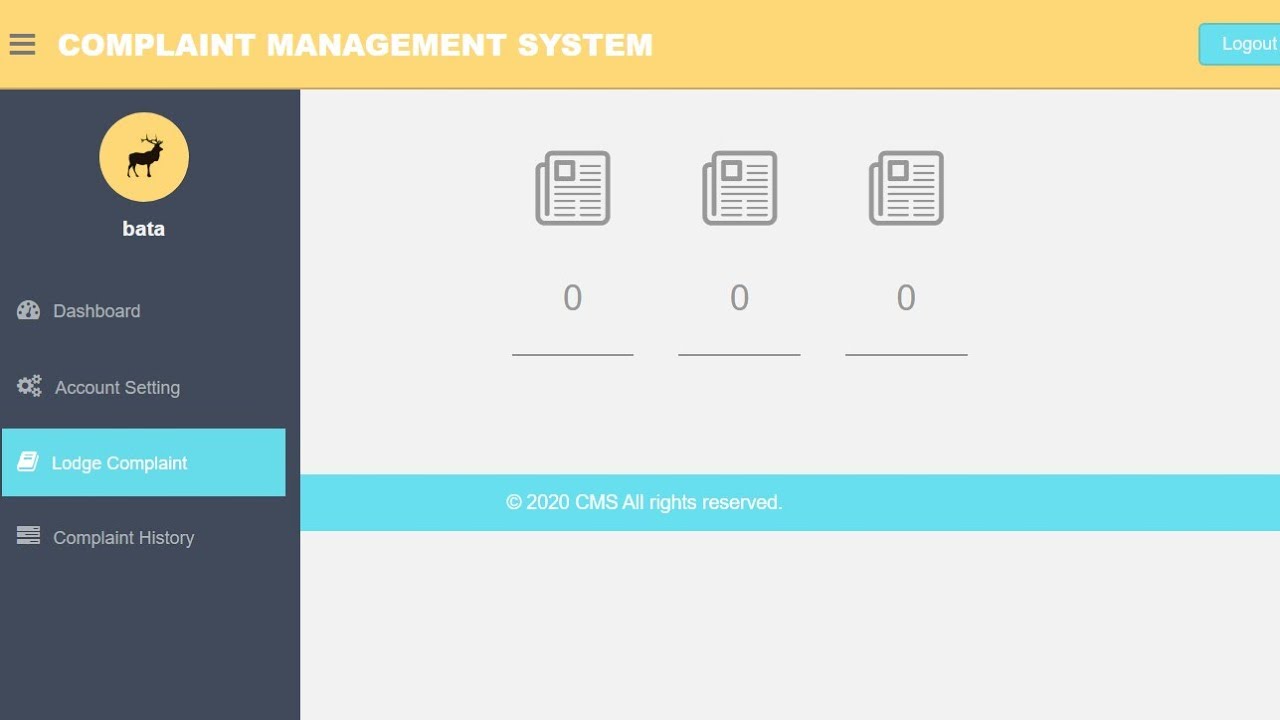 COMPLAINT MANAGEMENT SYSTEM
Logout
bata
Dashboard
Account Setting
Lodge Complaint
Complaint History
0 0 0
© 2020 CMS All rights reserved.